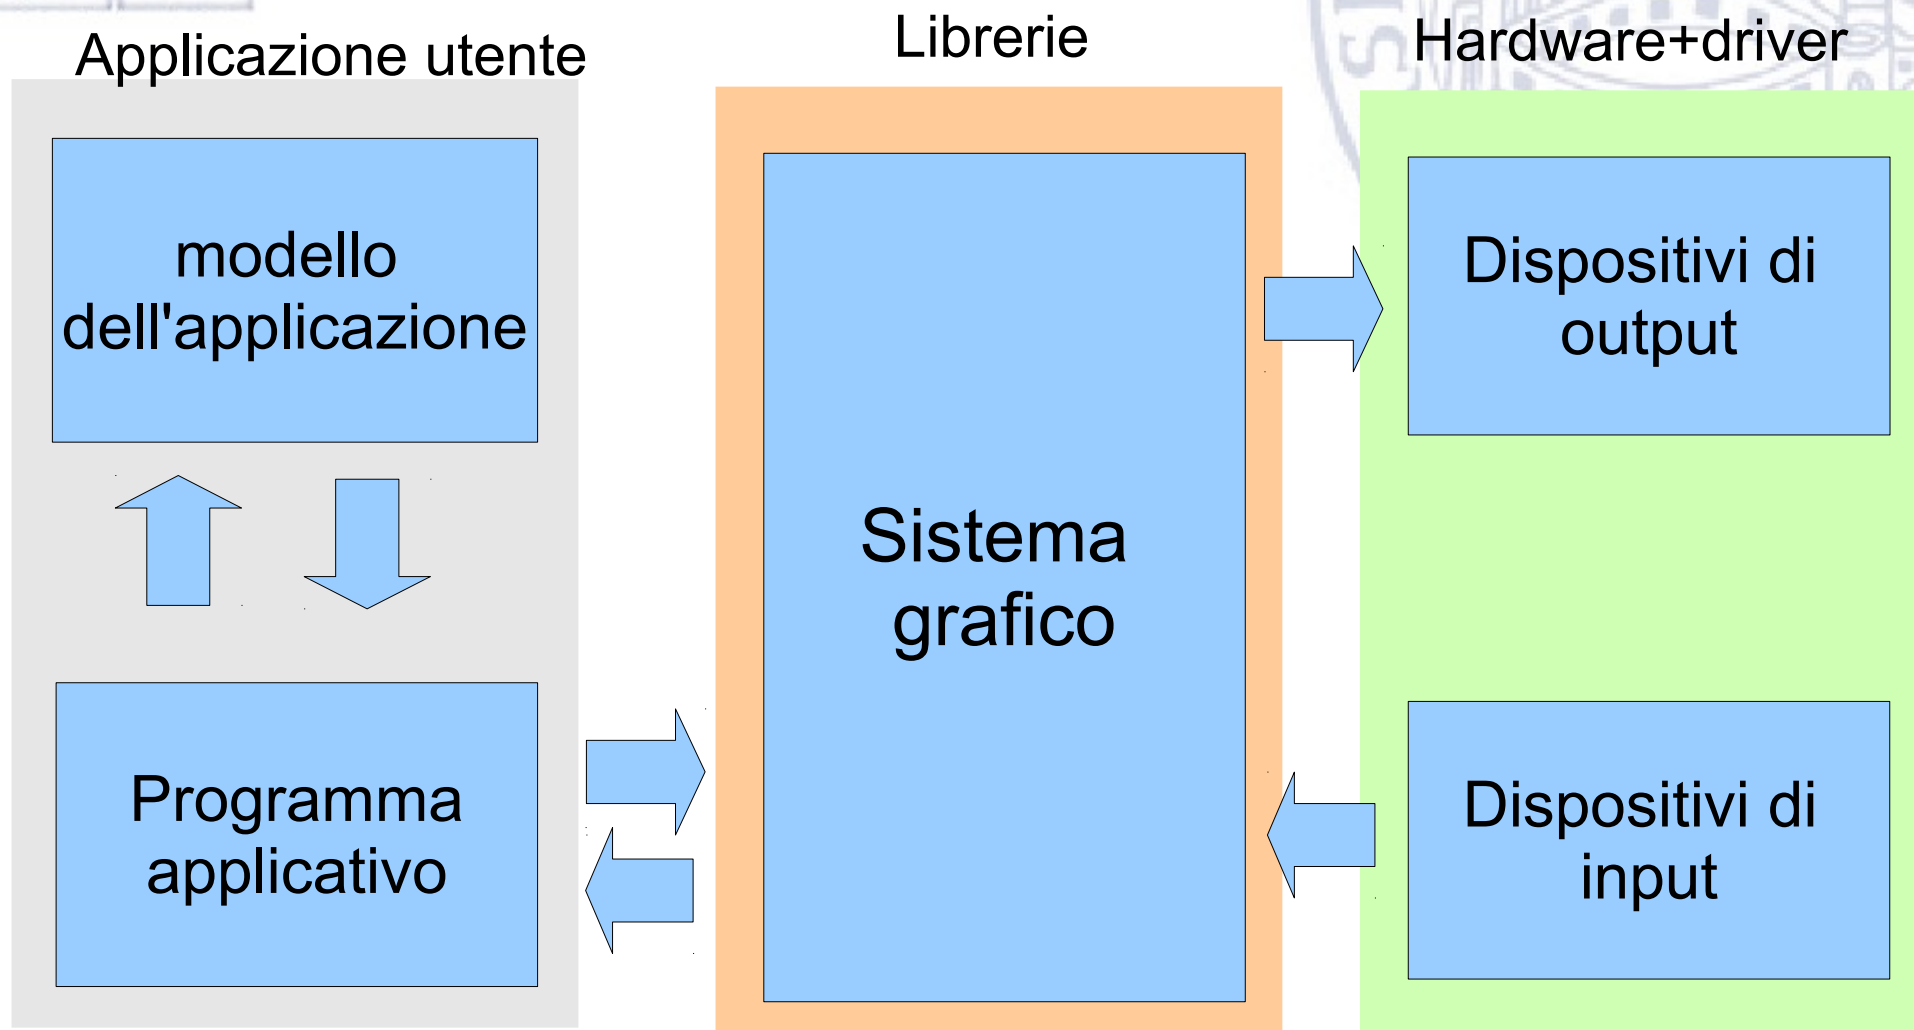 Applicazione utente
Librerie
Hardware+driver
modello
dell'applicazione
Programma
applicativo
Sistema
grafico
Dispositivi di
output
Dispositivi di
input